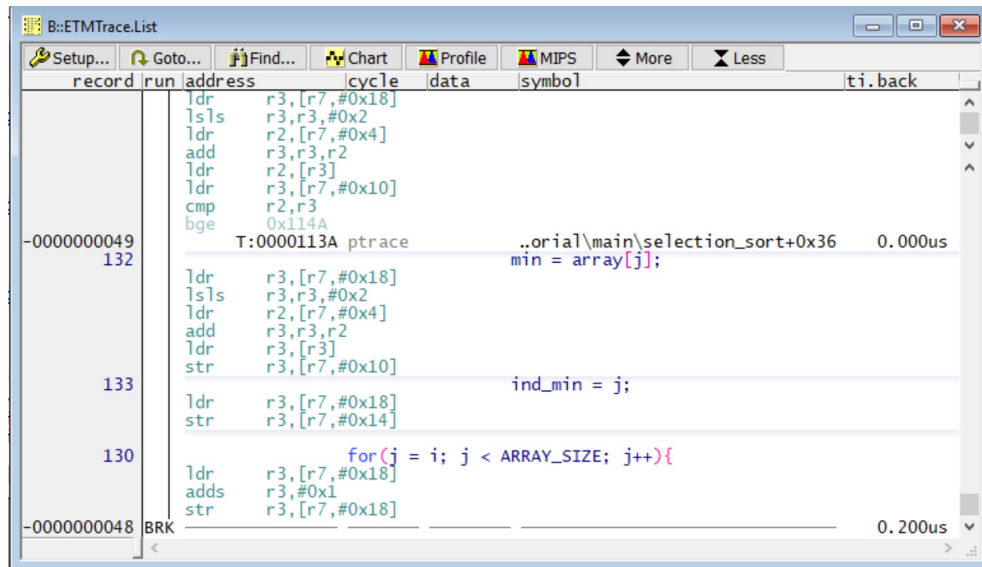 B::ETMTrace.List
Setup... Goto... Find... Chart Profile MIPS More Less
record run address cycle data symbol ti.back
ldr r3,[r7,#0x18]
lsls r3,r3,#0x2
ldr r2,[r7,#0x4]
add r3,r3,r2
ldr r2,[r3]
ldr r3,[r7,#0x10]
cmp r2,r3
bge 0x114A
-0000000049 T:0000113A ptrace ..orial\main\selection_sort+0x36 0.000us
132 min = array[j];
ldr r3,[r7,#0x18]
lsls r3,r3,#0x2
ldr r2,[r7,#0x4]
add r3,r3,r2
ldr r3,[r3]
str r3,[r7,#0x10]
133 ind_min = j;
ldr r3,[r7,#0x18]
str r3,[r7,#0x14]
130 for(j = i; j < ARRAY_SIZE; j++){
ldr r3,[r7,#0x18]
adds r3,#0x1
str r3,[r7,#0x18]
-0000000048 BRK 0.200us